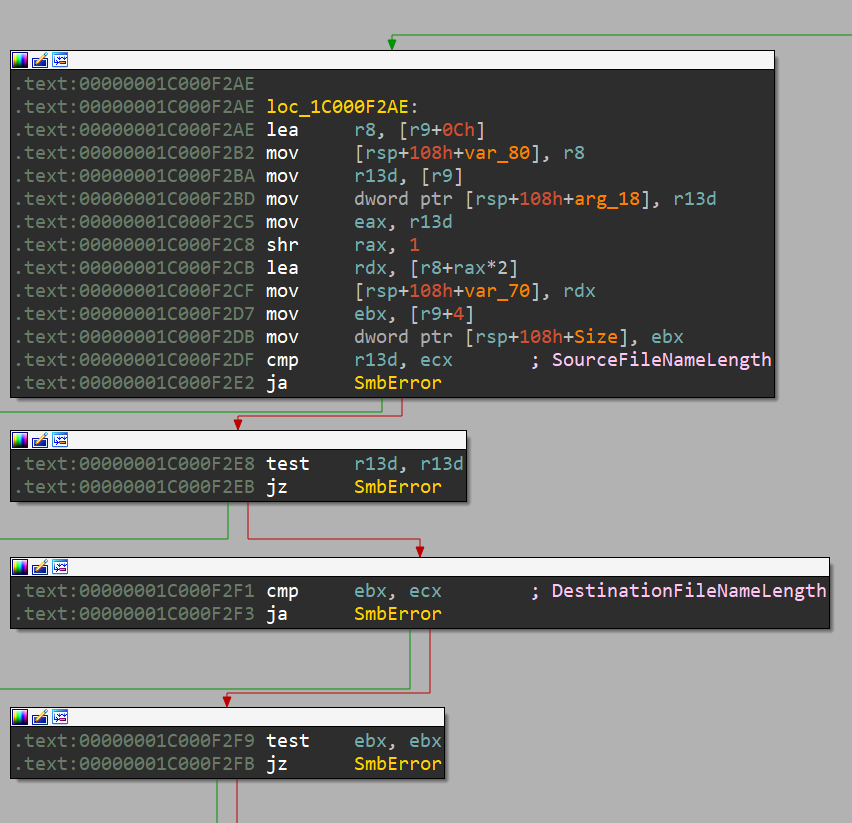 .text:00000001C000F2AE
.text:00000001C000F2AE loc_1C000F2AE:
.text:00000001C000F2AE lea r8, [r9+0Ch]
.text:00000001C000F2B2 mov [rsp+108h+var_80], r8
.text:00000001C000F2BA mov r13d, [r9]
.text:00000001C000F2BD mov dword ptr [rsp+108h+arg_18], r13d
.text:00000001C000F2C5 mov eax, r13d
.text:00000001C000F2C8 shr rax, 1
.text:00000001C000F2CB lea rdx, [r8+rax*2]
.text:00000001C000F2CF mov [rsp+108h+var_70], rdx
.text:00000001C000F2D7 mov ebx, [r9+4]
.text:00000001C000F2DB mov dword ptr [rsp+108h+Size], ebx
.text:00000001C000F2DF cmp r13d, ecx ; SourceFileNameLength
.text:00000001C000F2E2 ja SmbError
.text:00000001C000F2E8 test r13d, r13d
.text:00000001C000F2EB jz SmbError
.text:00000001C000F2F1 cmp ebx, ecx ; DestinationFileNameLength
.text:00000001C000F2F3 ja SmbError
.text:00000001C000F2F9 test ebx, ebx
.text:00000001C000F2FB jz SmbError